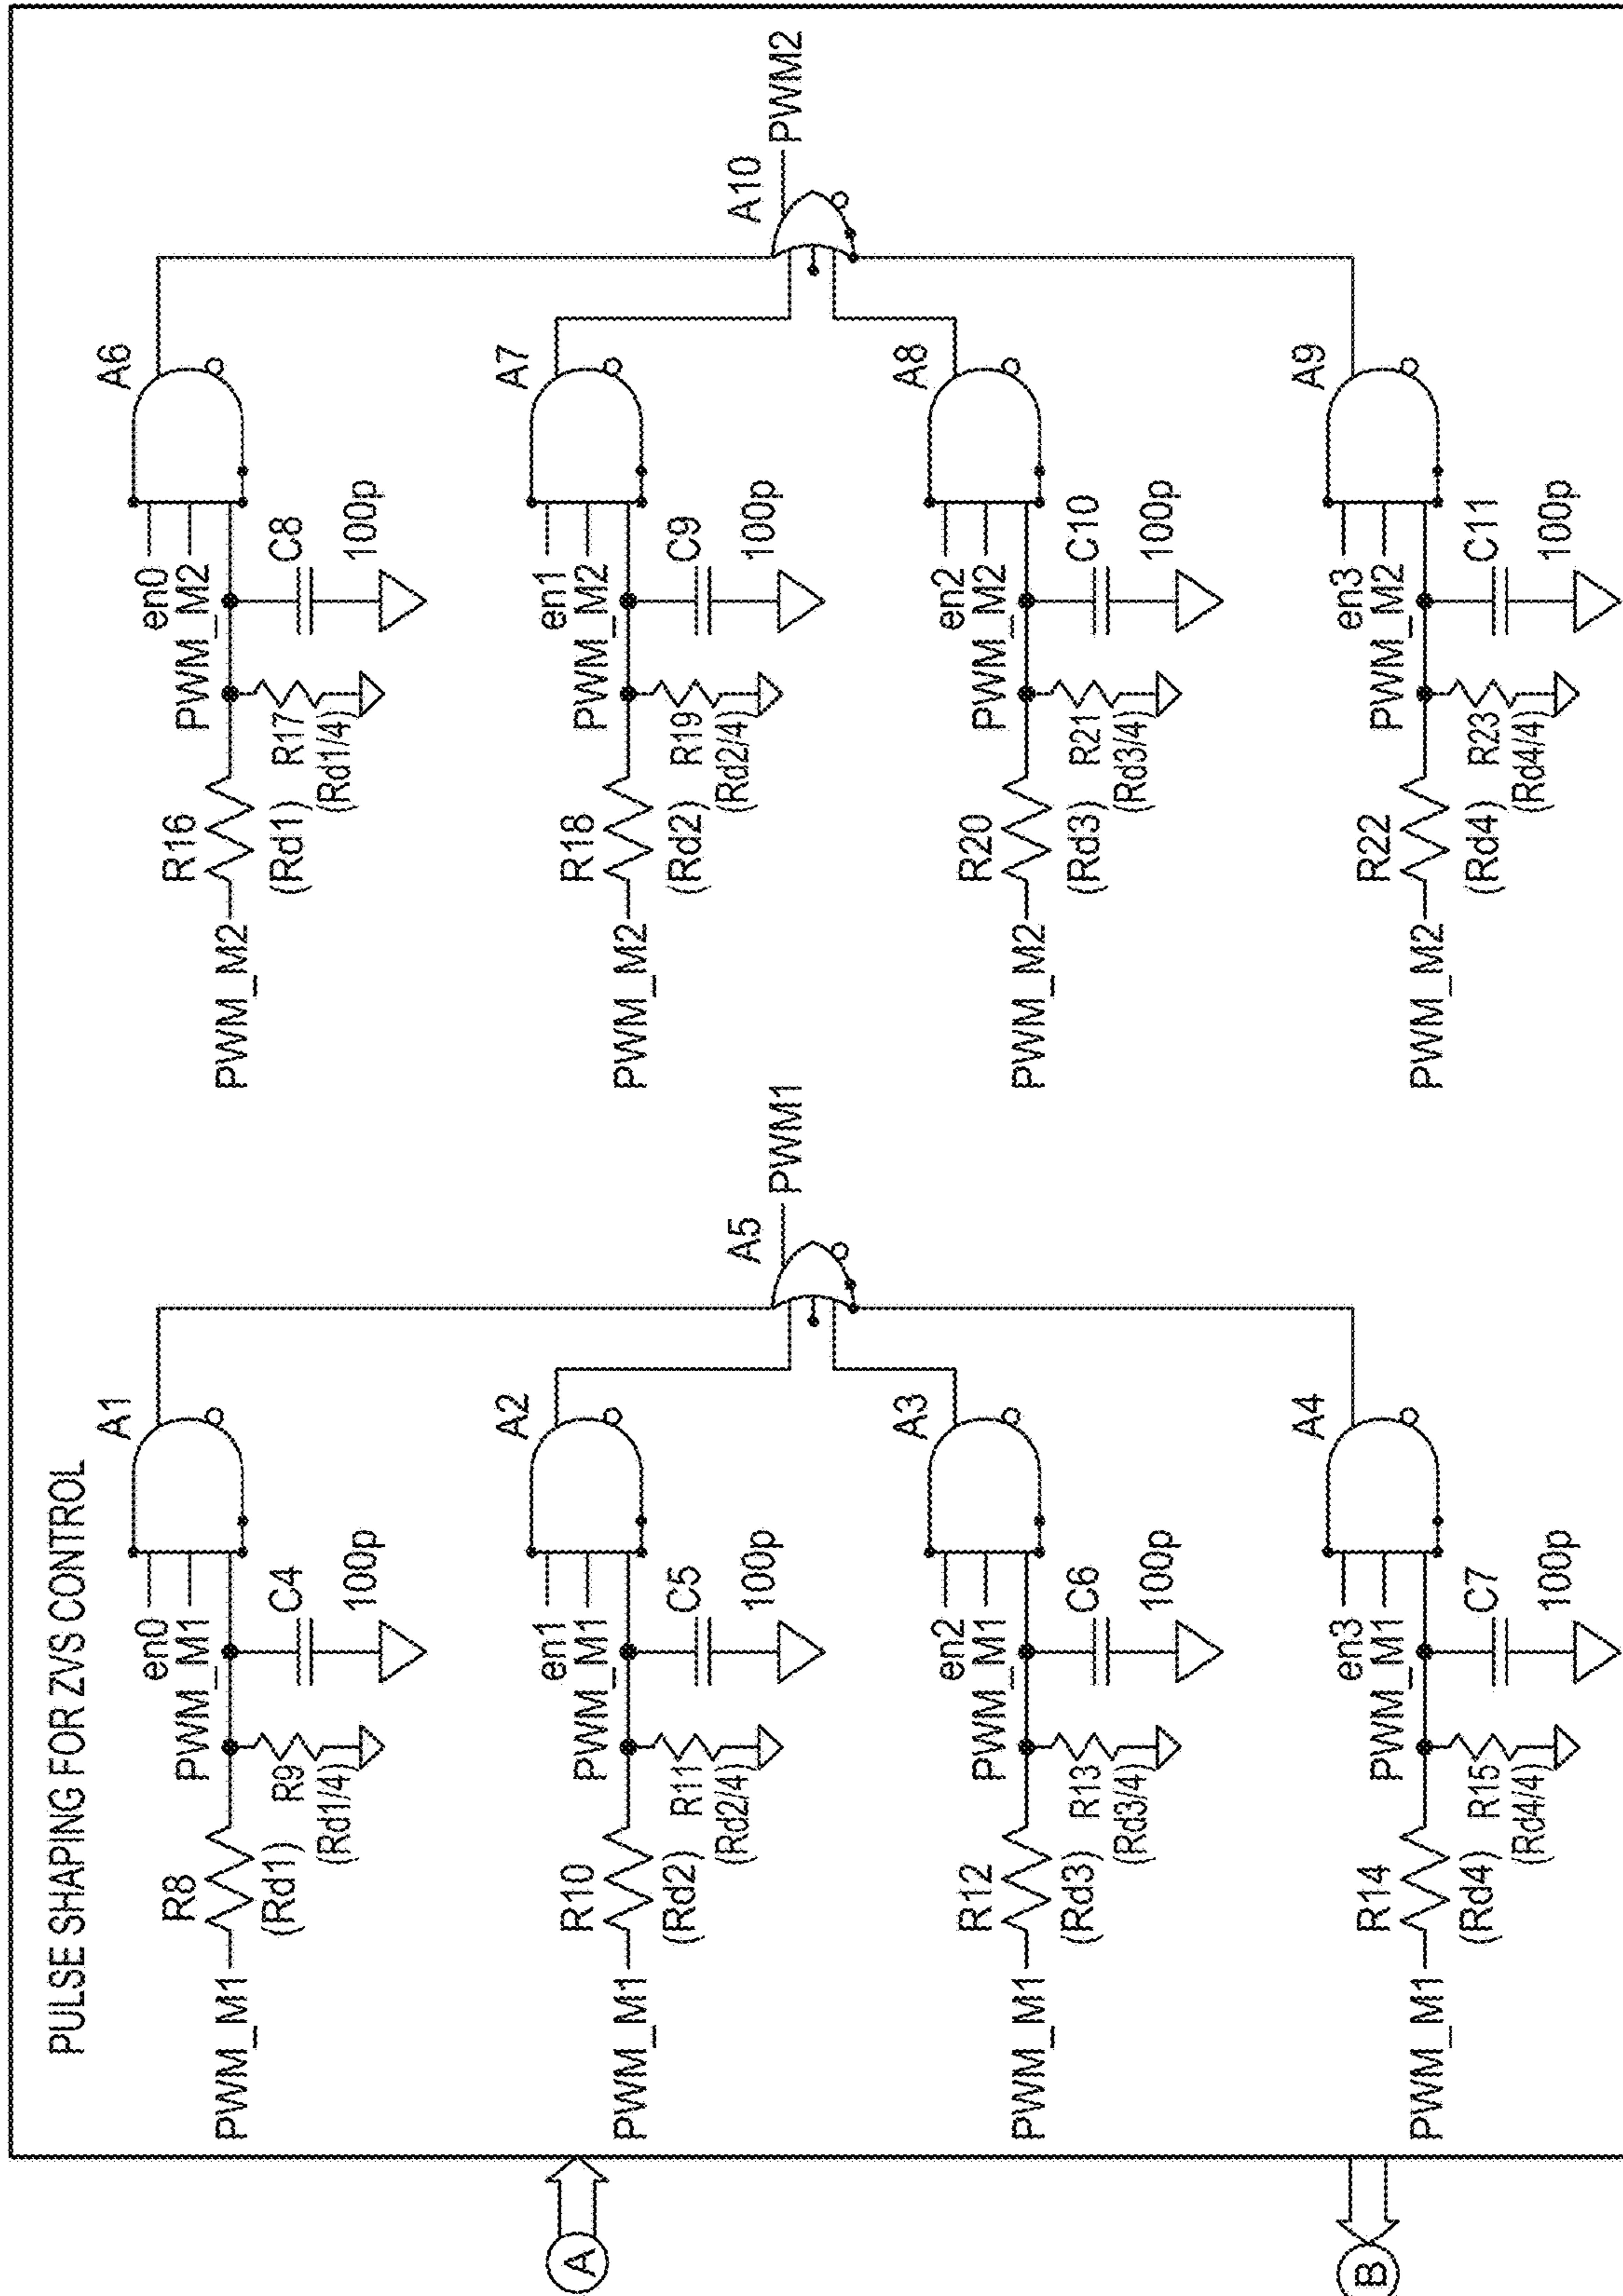 PULSE SHAPING FOR ZVS CONTROL
A
B
PWM_M1
R8
(Rd1)
R9
(Rd1/4)
en0
PWM_M1
C4
100p
A1
PWM_M1
R10
(Rd2)
R11
(Rd2/4)
en1
PWM_M1
C5
100p
A2
PWM_M1
R12
(Rd3)
R13
(Rd3/4)
en2
PWM_M1
C6
100p
A3
PWM_M1
R14
(Rd4)
R15
(Rd4/4)
en3
PWM_M1
C7
100p
A4
A5
PWM1
PWM_M2
R16
(Rd1)
R17
(Rd1/4)
en0
PWM_M2
C8
100p
A6
PWM_M2
R18
(Rd2)
R19
(Rd2/4)
en1
PWM_M2
C9
100p
A7
PWM_M2
R20
(Rd3)
R21
(Rd3/4)
en2
PWM_M2
C10
100p
A8
PWM_M2
R22
(Rd4)
R23
(Rd4/4)
en3
PWM_M2
C11
100p
A9
A10
PWM2